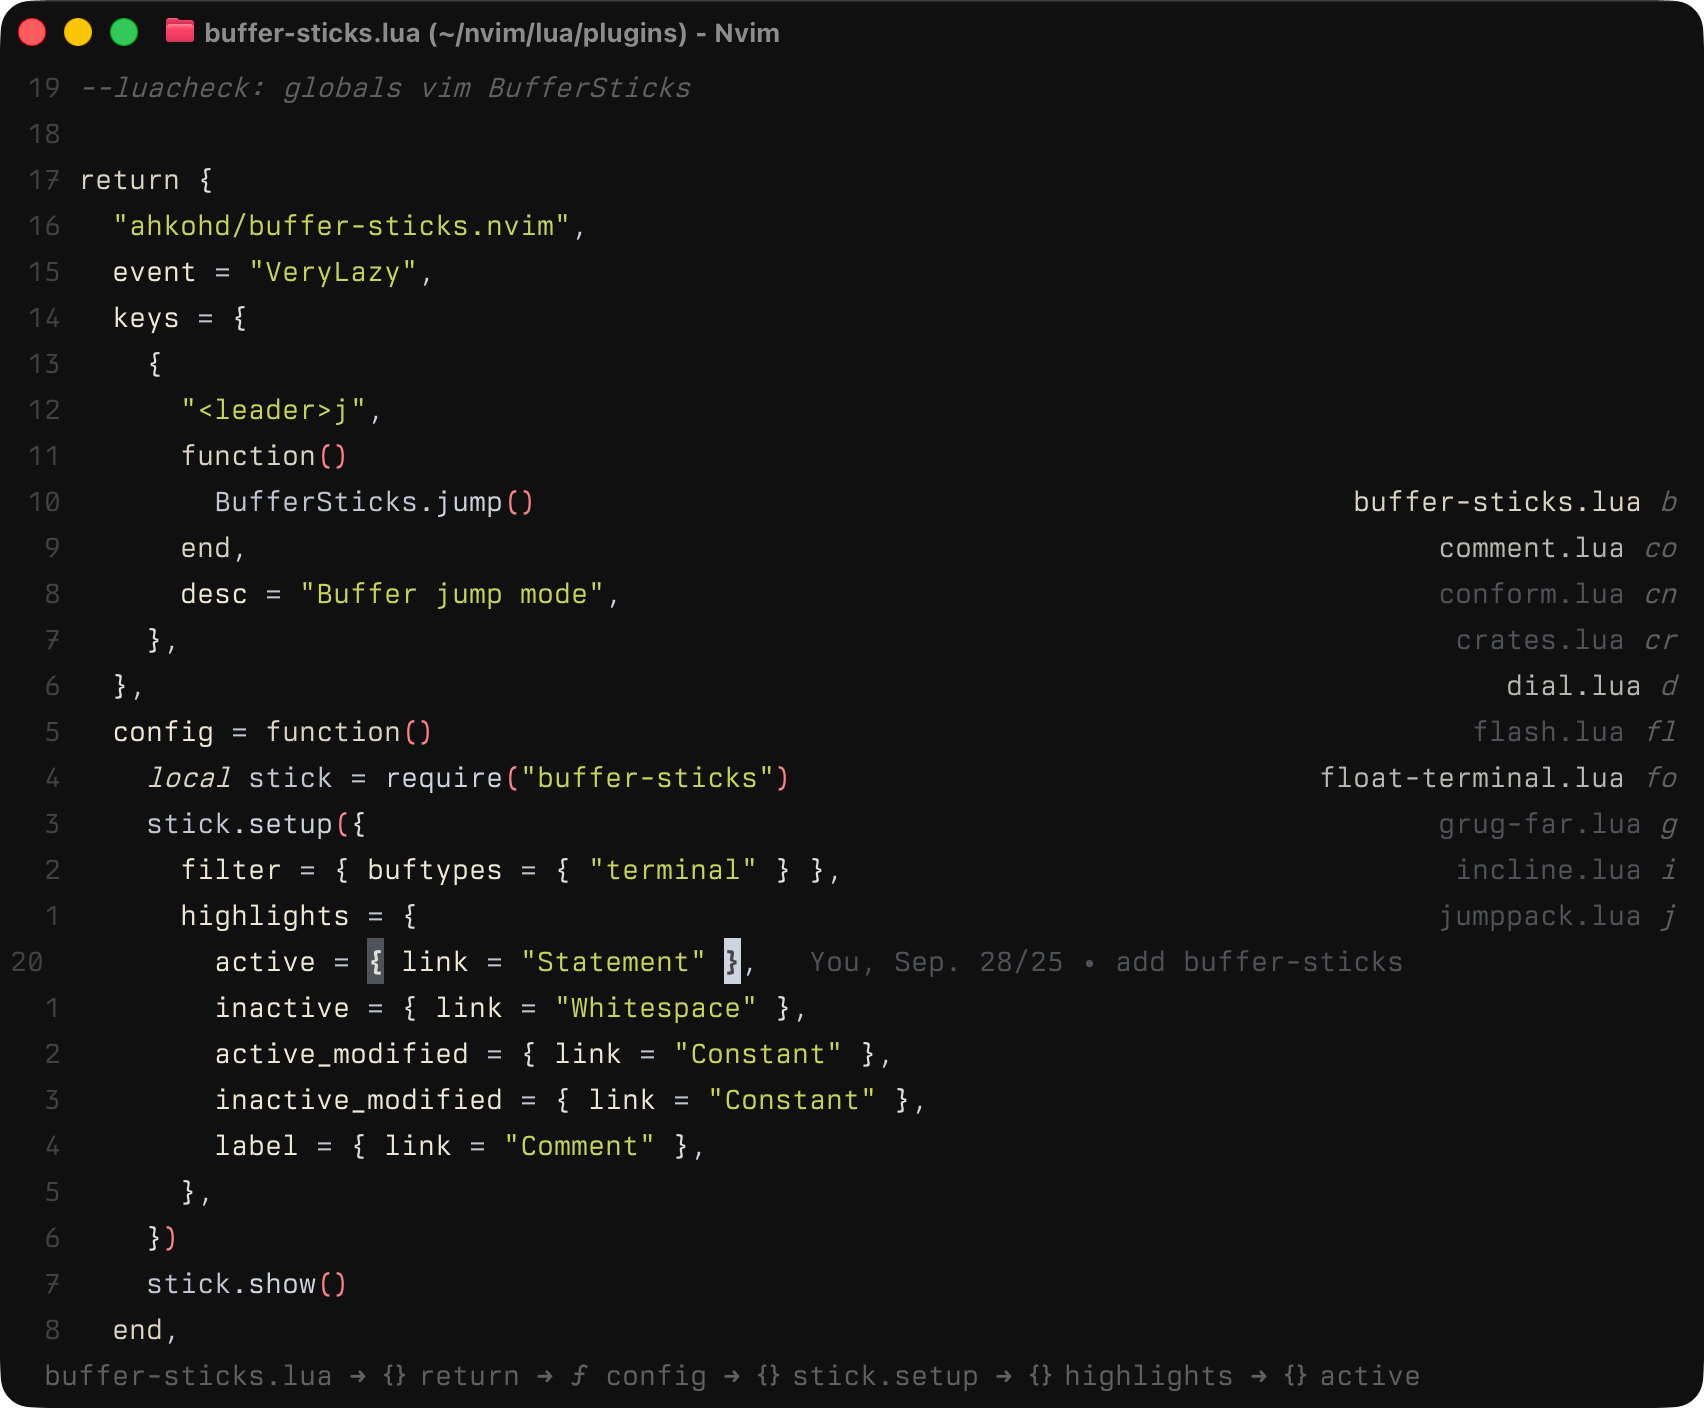 buffer-sticks.lua (~/nvim/lua/plugins) - Nvim
19 --luacheck: globals vim BufferSticks
18
17 return {
16   "ahkohd/buffer-sticks.nvim",
15   event = "VeryLazy",
14   keys = {
13     {
12       "<leader>j",
11       function()
10         BufferSticks.jump() buffer-sticks.lua b
9       end, comment.lua co
8       desc = "Buffer jump mode", conform.lua cn
7     }, crates.lua cr
6   }, dial.lua d
5   config = function() flash.lua fl
4     local stick = require("buffer-sticks") float-terminal.lua fo
3     stick.setup({ grug-far.lua g
2       filter = { buftypes = { "terminal" } }, incline.lua i
1       highlights = { jumppack.lua j
20         active = { link = "Statement" }, You, Sep. 28/25 • add buffer-sticks
1         inactive = { link = "Whitespace" },
2         active_modified = { link = "Constant" },
3         inactive_modified = { link = "Constant" },
4         label = { link = "Comment" },
5       },
6     })
7     stick.show()
8   end,
buffer-sticks.lua → {} return → ƒ config → {} stick.setup → {} highlights → {} active